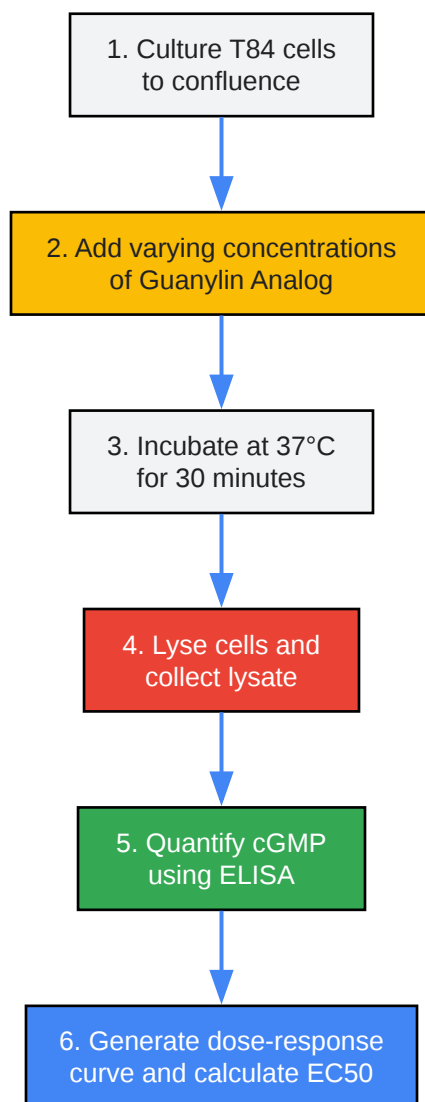 1. Culture T84 cells
to confluence
2. Add varying concentrations
of Guanylin Analog
3. Incubate at 37°C
for 30 minutes
4. Lyse cells and
collect lysate
5. Quantify cGMP
using ELISA
6. Generate dose-response
curve and calculate EC50